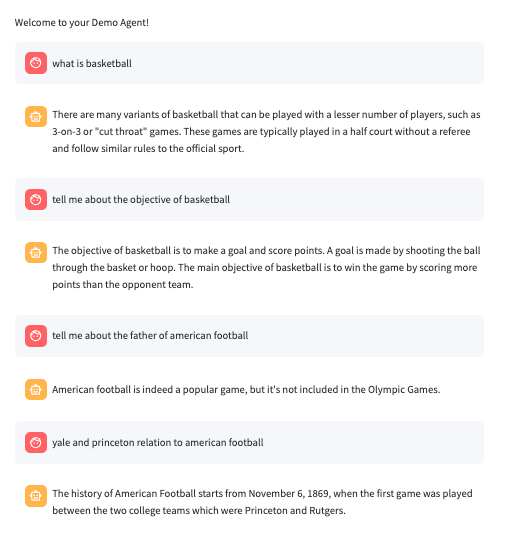 Welcome to your Demo Agent!
what is basketball
There are many variants of basketball that can be played with a lesser number of players, such as
3-on-3 or "cut throat" games. These games are typically played in a half court without a referee
and follow similar rules to the official sport.
tell me about the objective of basketball
The objective of basketball is to make a goal and score points. A goal is made by shooting the ball
through the basket or hoop. The main objective of basketball is to win the game by scoring more
points than the opponent team.
tell me about the father of american football
American football is indeed a popular game, but it's not included in the Olympic Games.
yale and princeton relation to american football
The history of American Football starts from November 6, 1869, when the first game was played
between the two college teams which were Princeton and Rutgers.